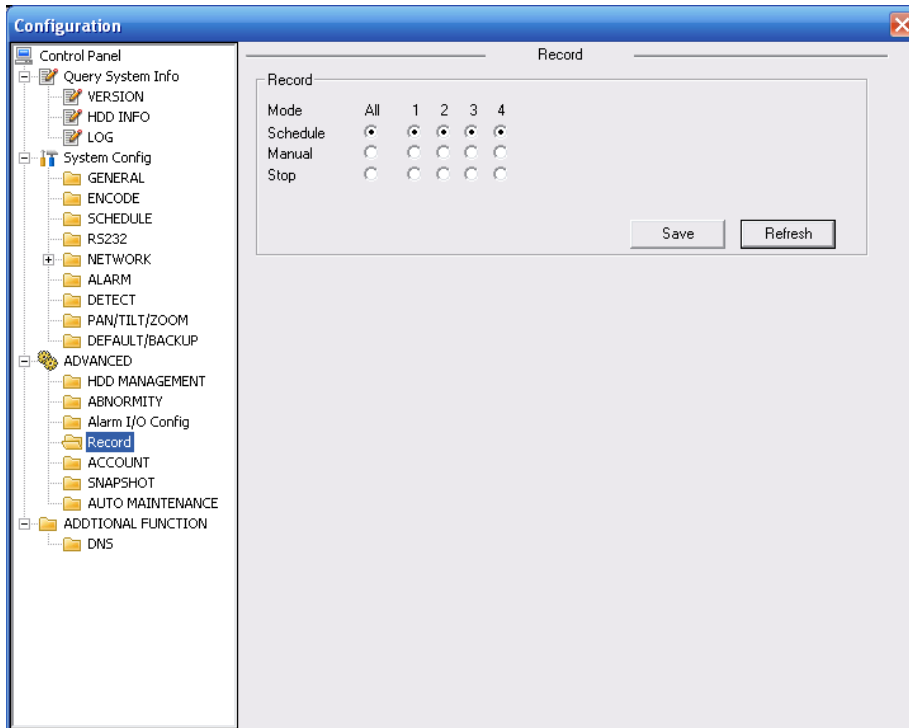 Configuration
Control Panel
Query System Info
VERSION
HDD INFO
LOG
System Config
GENERAL
ENCODE
SCHEDULE
RS232
NETWORK
ALARM
DETECT
PAN/TILT/ZOOM
DEFAULT/BACKUP
ADVANCED
HDD MANAGEMENT
ABNORMITY
Alarm I/O Config
Record
ACCOUNT
SNAPSHOT
AUTO MAINTENANCE
ADDTIONAL FUNCTION
DNS
Record
Record
Mode All 1 2 3 4
Schedule
Manual
Stop
Save Refresh